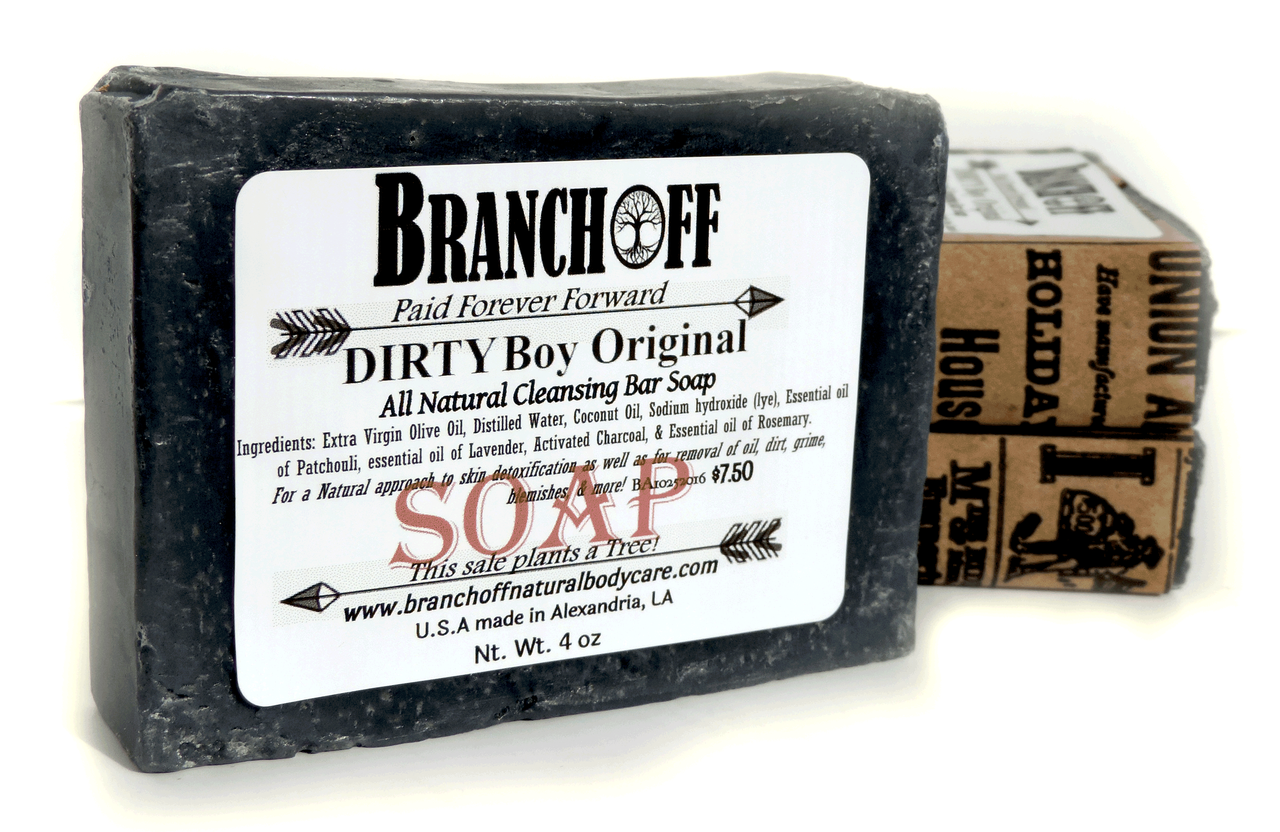 BRANCHOFF
Paid Forever Forward
DIRTY Boy Original
All Natural Cleansing Bar Soap
Ingredients: Extra Virgin Olive Oil, Distilled Water, Coconut Oil, Sodium hydroxide (lye), Essential oil
of Patchouli, essential oil of Lavender, Activated Charcoal, & Essential oil of Rosemary.
For a Natural approach to skin detoxification as well as for removal of oil, dirt, grime,
blemishes, & more! BA10252016 $7.50
SOAP
This sale plants a Tree!
www.branchoffnaturalbodycare.com
U.S.A made in Alexandria, LA
Nt. Wt. 4 oz
UNION
Have
HOLIDA
HOUS
I